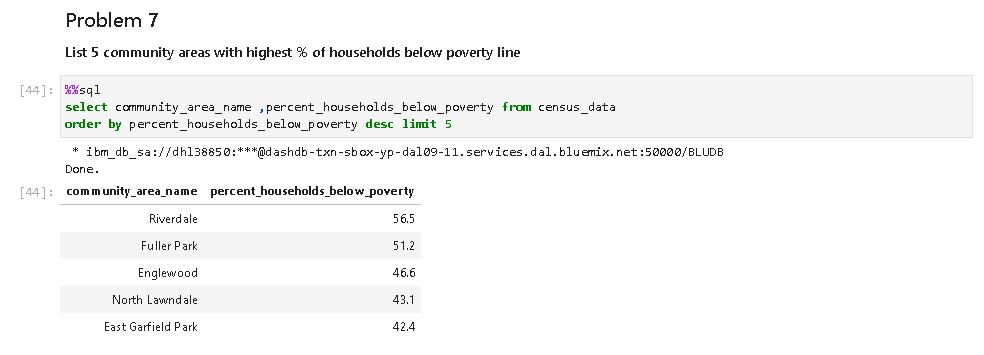 Problem 7
List 5 community areas with highest % of households below poverty line
[44]: %%sql
select community_area_name ,percent_households_below_poverty from census_data
order by percent_households_below_poverty desc limit 5
* ibm_db_sa://dhl38850:***@dashdb-txn-sbox-yp-dal09-11.services.dal.bluemix.net:50000/BLUDB
Done.
[44]: community_area_name percent_households_below_poverty
Riverdale 56.5
Fuller Park 51.2
Englewood 46.6
North Lawndale 43.1
East Garfield Park 42.4